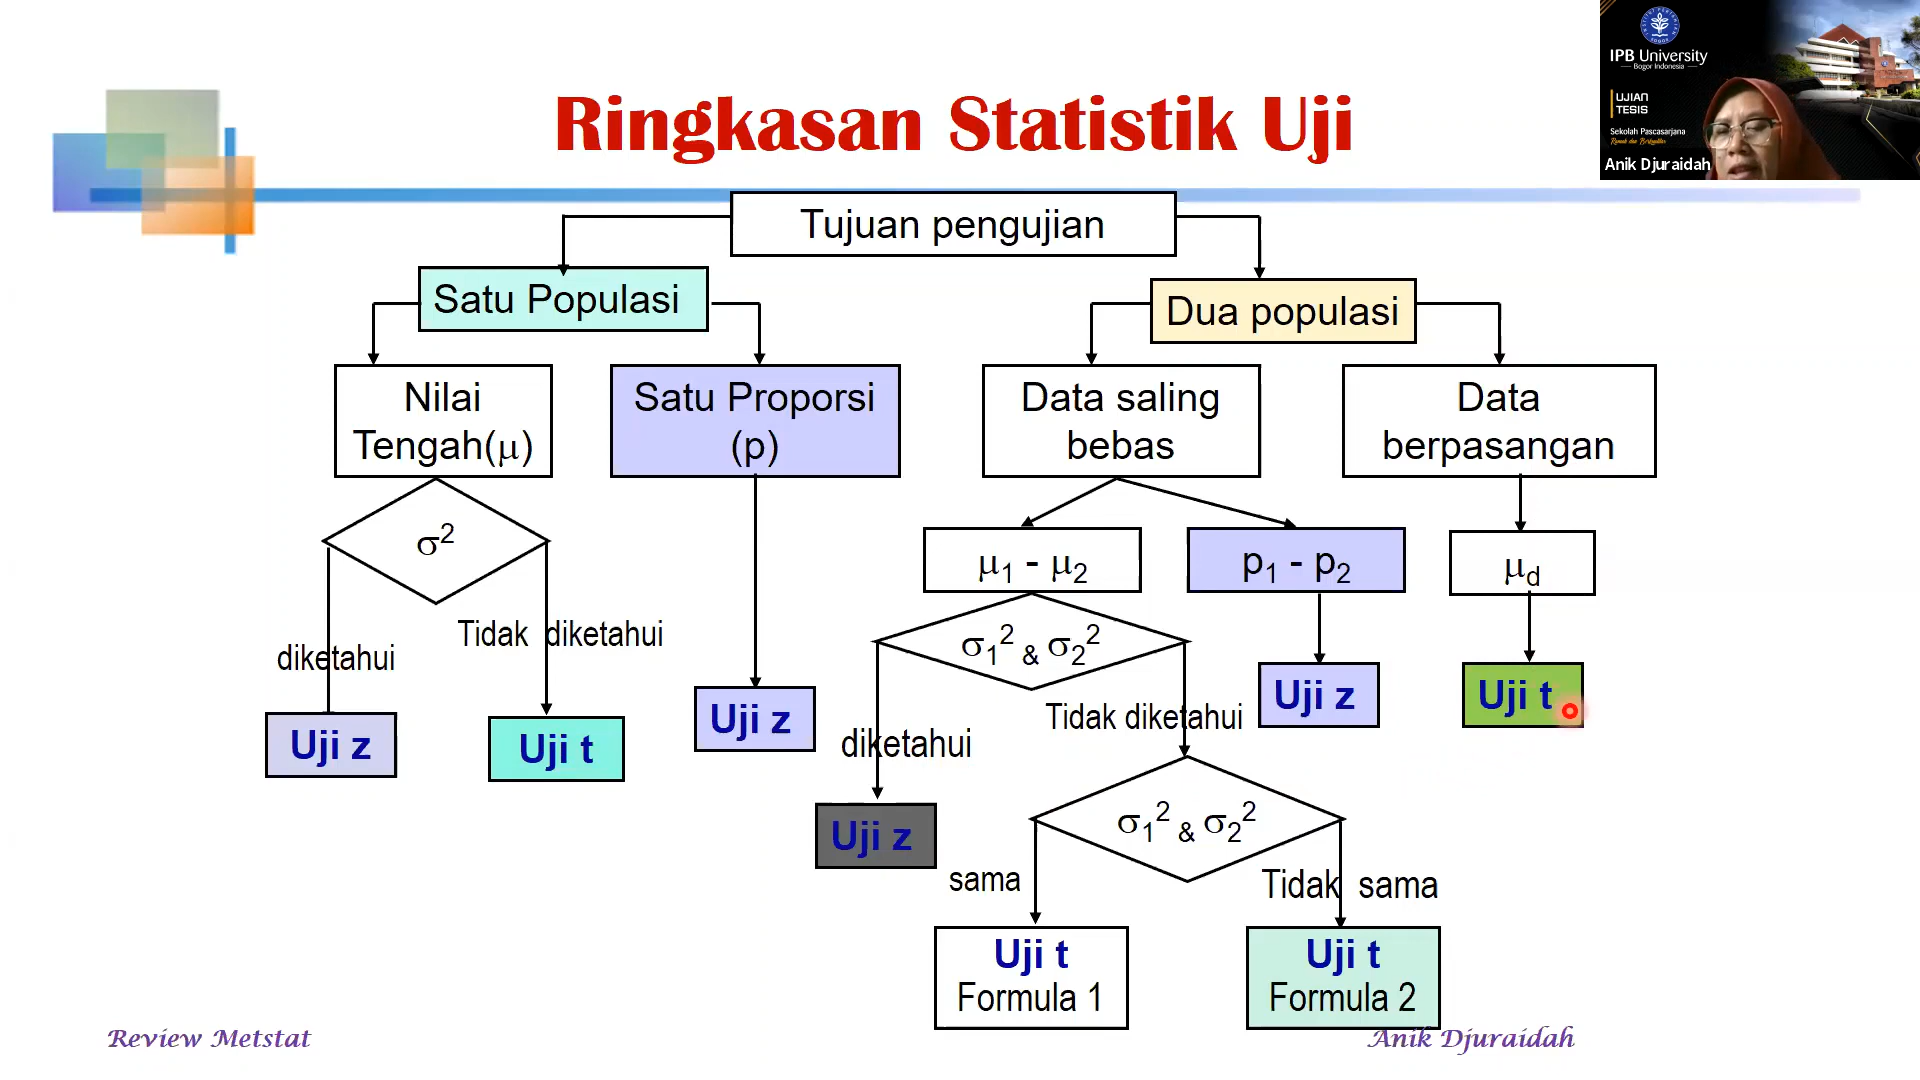 Ringkasan Statistik Uji
IPB University
Bogor Indonesia
UJIAN
TESIS
Sekolah Pascasarjana
Anik Djuraidah
Tujuan pengujian
Satu Populasi
Dua populasi
Nilai
Tengah(μ)
Satu Proporsi
(p)
Data saling
bebas
Data
berpasangan
σ²
μ₁ - μ₂
p₁ - p₂
μd
diketahui
Tidak diketahui
σ₁² & σ₂²
Uji z
Uji t
Uji z
diketahui
Tidak diketahui
Uji z
Uji t
Uji z
σ₁² & σ₂²
sama
Tidak sama
Uji t
Formula 1
Uji t
Formula 2
Review Metstat
Anik Djuraidah